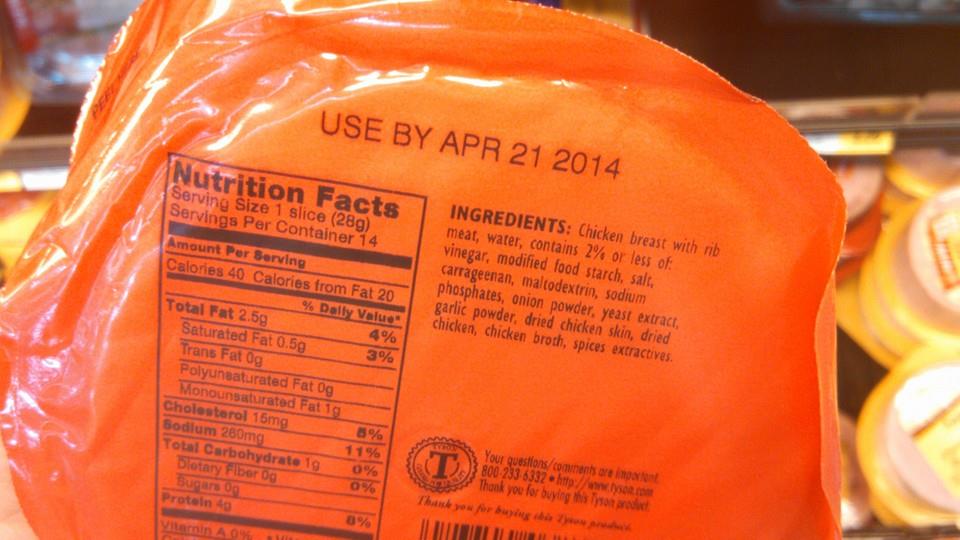 USE BY APR 21 2014
Nutrition Facts
Serving Size 1 slice (28g)
Servings Per Container 14
Amount Per Serving
Calories 40 Calories from Fat 20
% Daily Value*
Total Fat 2.5g 4%
Saturated Fat 0.5g 3%
Trans Fat 0g
Polyunsaturated Fat 0g
Monounsaturated Fat 1g
Cholesterol 15mg 5%
Sodium 260mg 11%
Total Carbohydrate 1g 0%
Dietary Fiber 0g 0%
Sugars 0g
Protein 4g 8%
Vitamin A 0%
INGREDIENTS: Chicken breast with rib
meat, water, contains 2% or less of:
vinegar, modified food starch, salt,
carrageenan, maltodextrin, sodium
phosphates, onion powder, yeast extract,
garlic powder, dried chicken skin, dried
chicken, chicken broth, spices extractives.
TYSON
T
Your questions/comments are important.
800-233-6332 • http://www.tyson.com
Thank you for buying this Tyson product.
Thank you for buying this Tyson product.